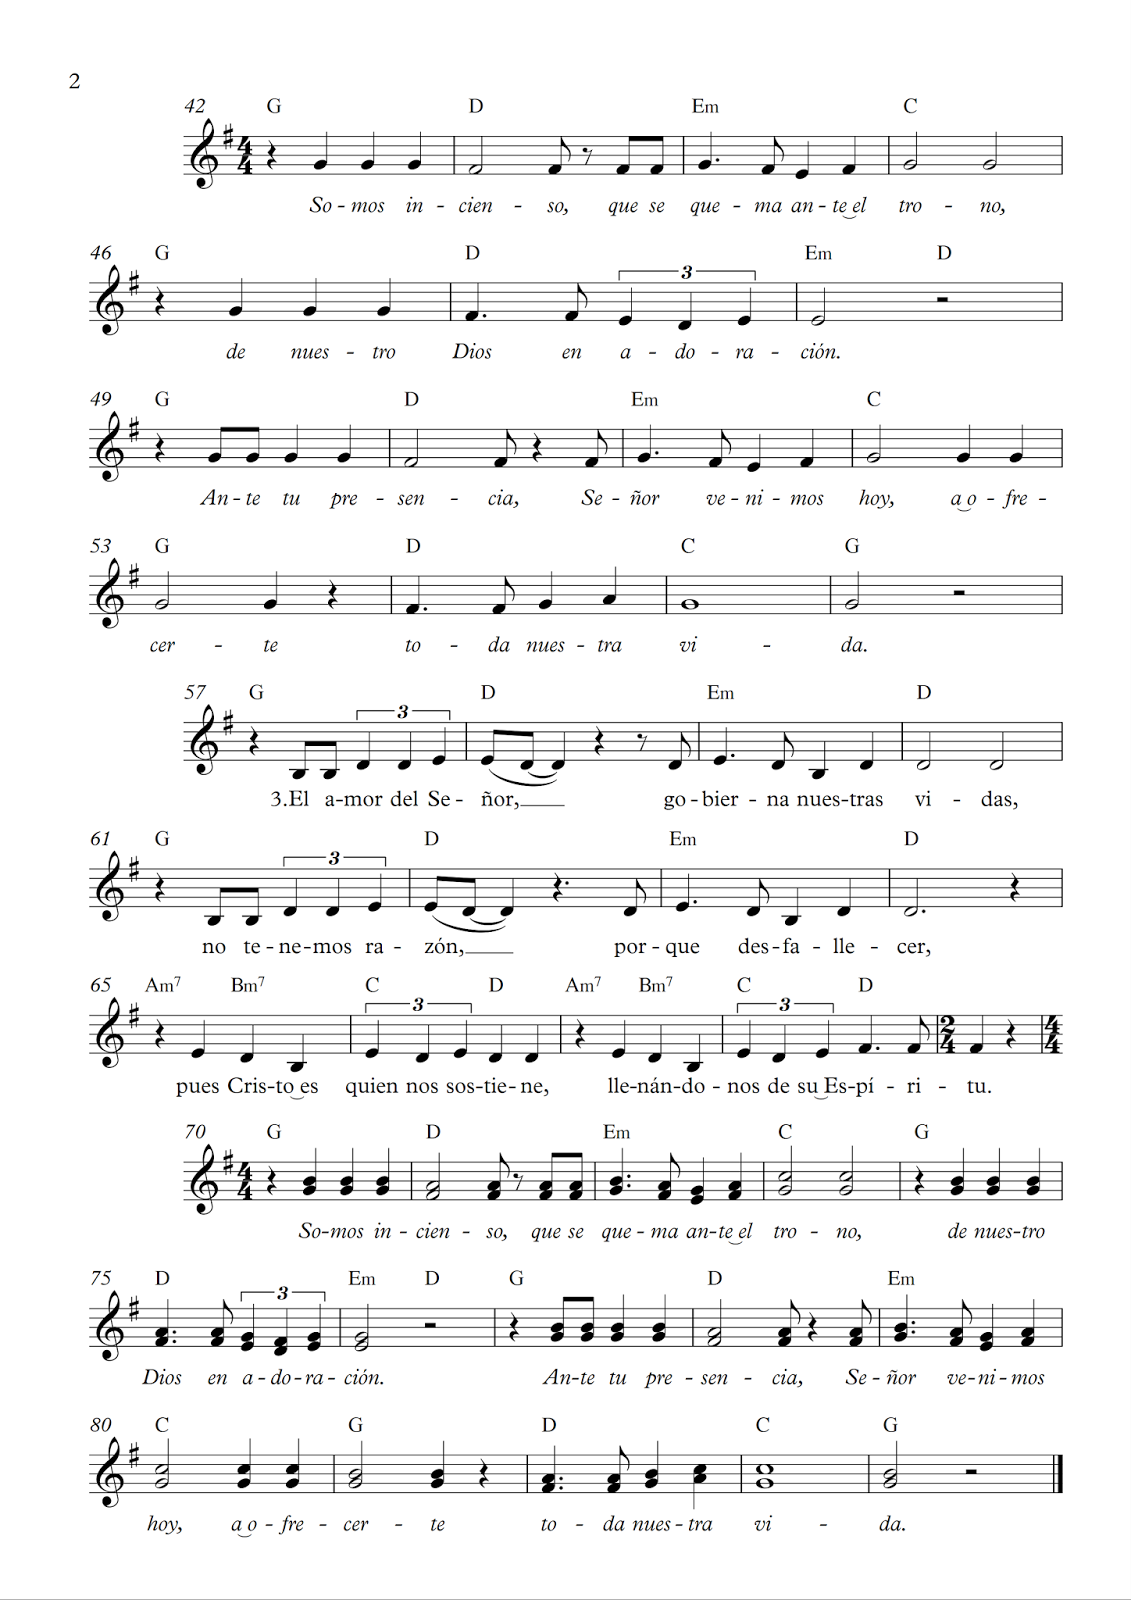 2
42 G D Em C
4 4
So - mos in - cien - so, que se que - ma an - te‿el tro - no,
46 G D 3 Em D
de nues - tro Dios en a - do - ra - ción.
49 G D Em C
An - te tu pre - sen - cia, Se - ñor ve - ni - mos hoy, a‿o - fre -
53 G D C G
cer - te to - da nues - tra vi - da.
57 G 3 D Em D
3.El a-mor del Se - ñor,___ go-bier - na nues-tras vi - das,
61 G 3 D Em D
no te-ne-mos ra - zón,___ por-que des-fa - lle - cer,
65 Am7 Bm7 C 3 D Am7 Bm7 C 3 D
2 4 4 4
pues Cris-to‿es quien nos sos-tie-ne, lle-nán-do-nos de su‿Es-pí - ri - tu.
70 G D Em C G
4 4
So-mos in - cien - so, que se que - ma an-te‿el tro - no, de nues-tro
75 D 3 Em D G D Em
Dios en a-do-ra - ción. An-te tu pre - sen - cia, Se - ñor ve-ni-mos
80 C G D C G
hoy, a‿o - fre - cer - te to - da nues-tra vi - da.